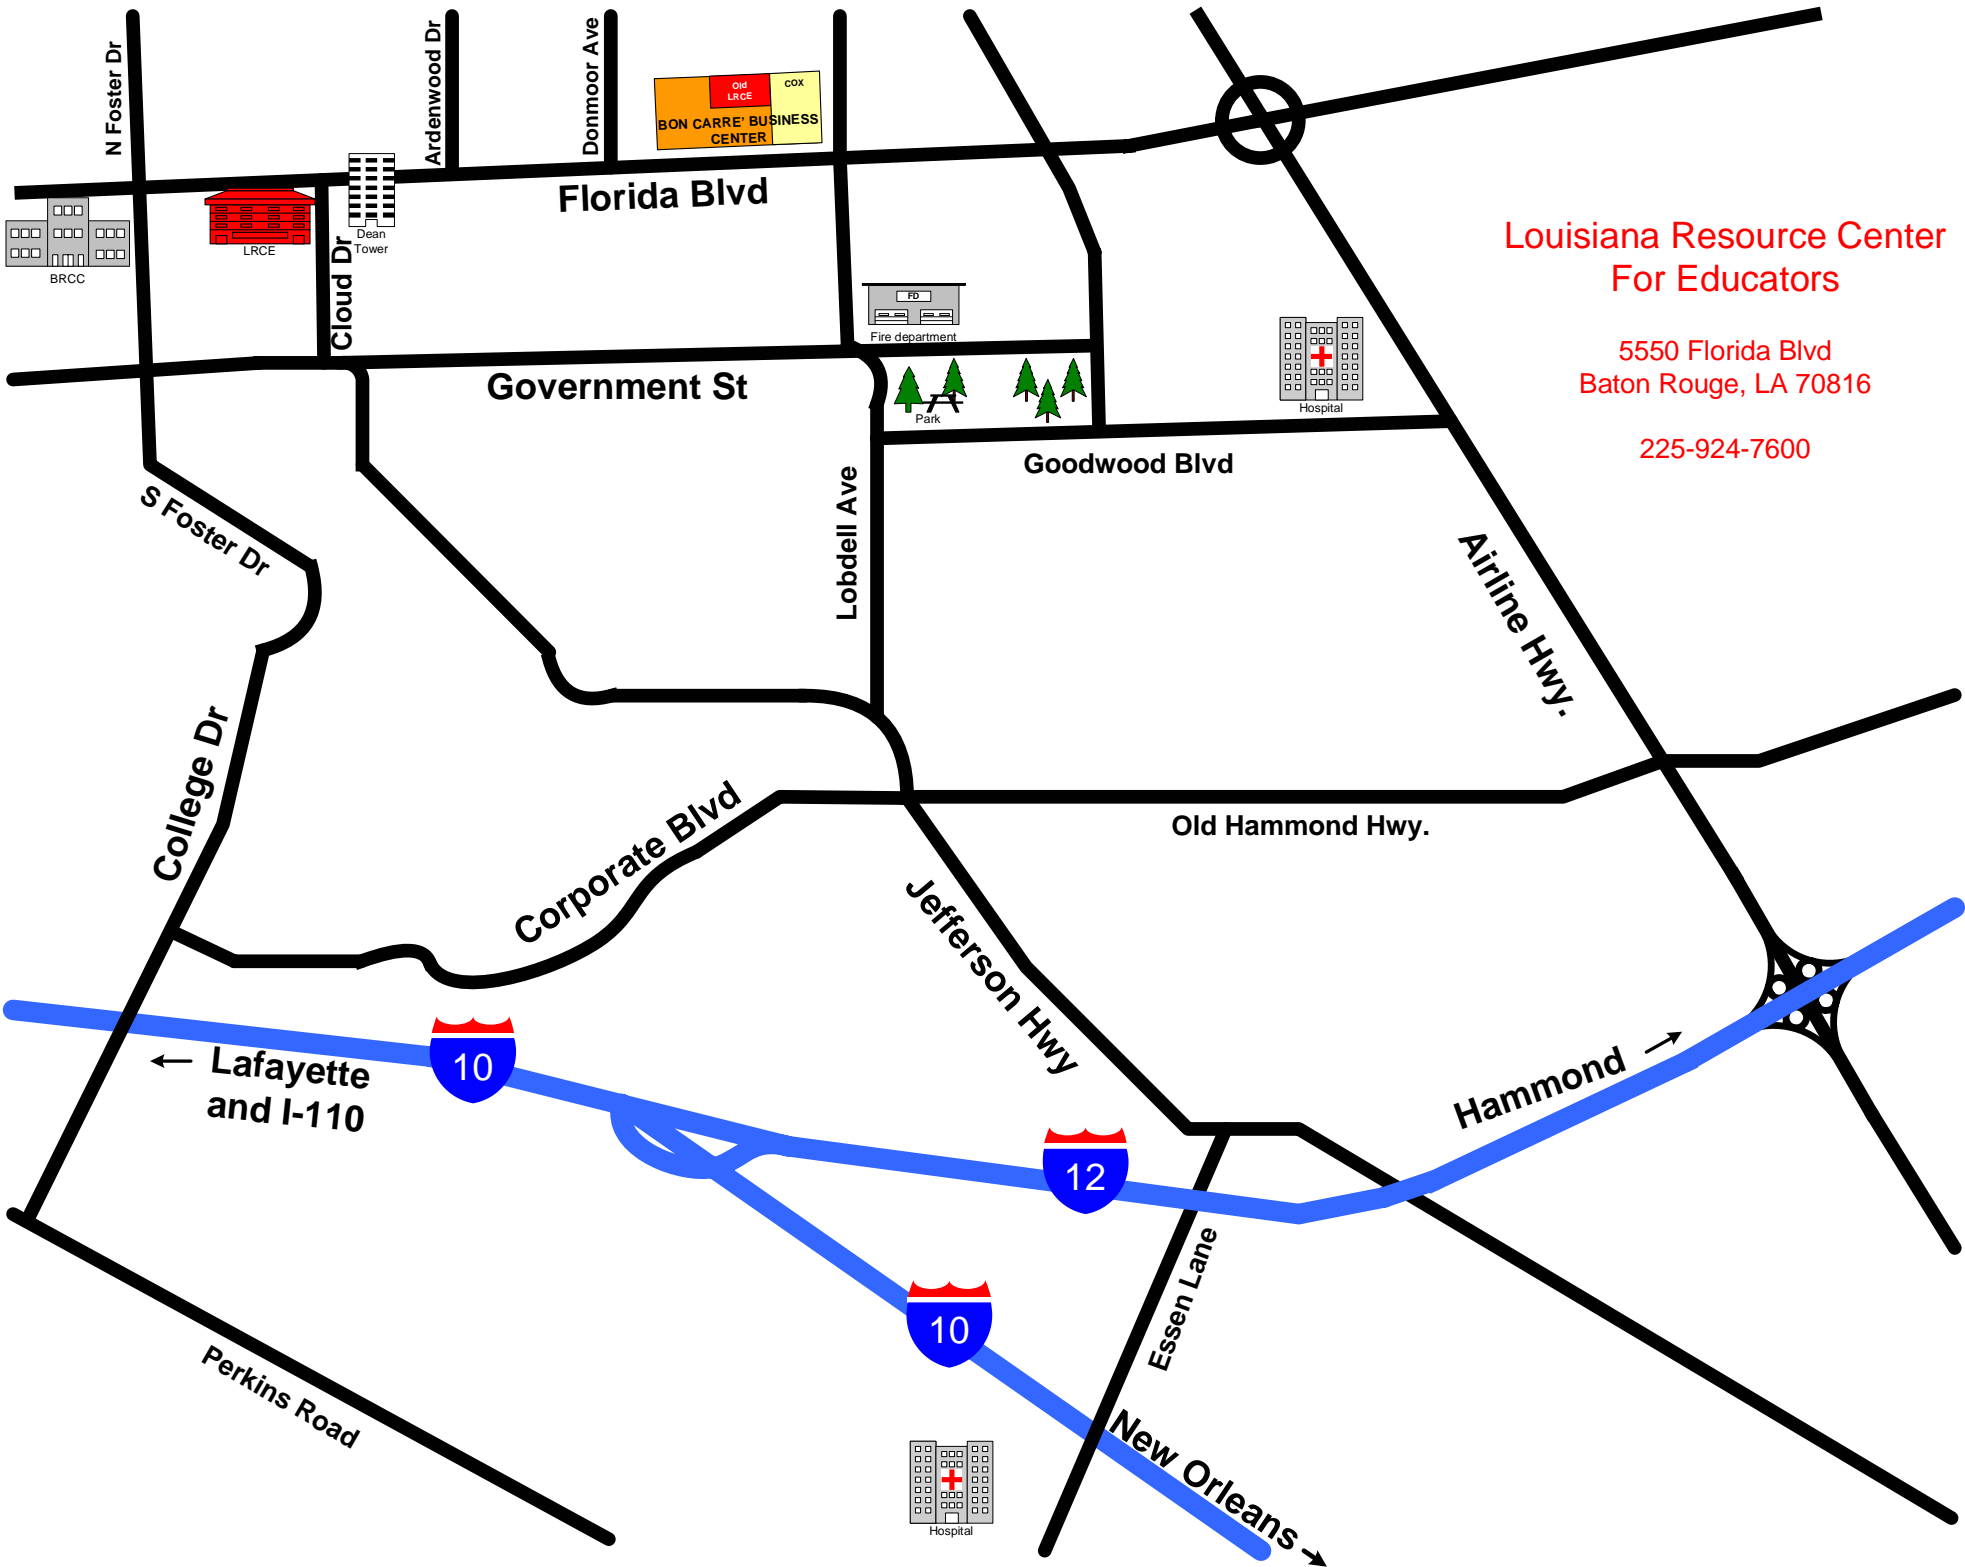 N Foster Dr
Ardenwood Dr
Donmoor Ave
Old
LRCE
COX
BON CARRE' BUSINESS
CENTER
Florida Blvd
BRCC
LRCE
Dean
Tower
Cloud Dr
FD
Fire department
Louisiana Resource Center
For Educators
5550 Florida Blvd
Baton Rouge, LA 70816
225-924-7600
Government St
Park
Hospital
Goodwood Blvd
S Foster Dr
Lobdell Ave
Airline Hwy.
College Dr
Corporate Blvd
Old Hammond Hwy.
Jefferson Hwy
10
Lafayette
and I-110
Hammond
12
Essen Lane
10
Perkins Road
New Orleans
Hospital